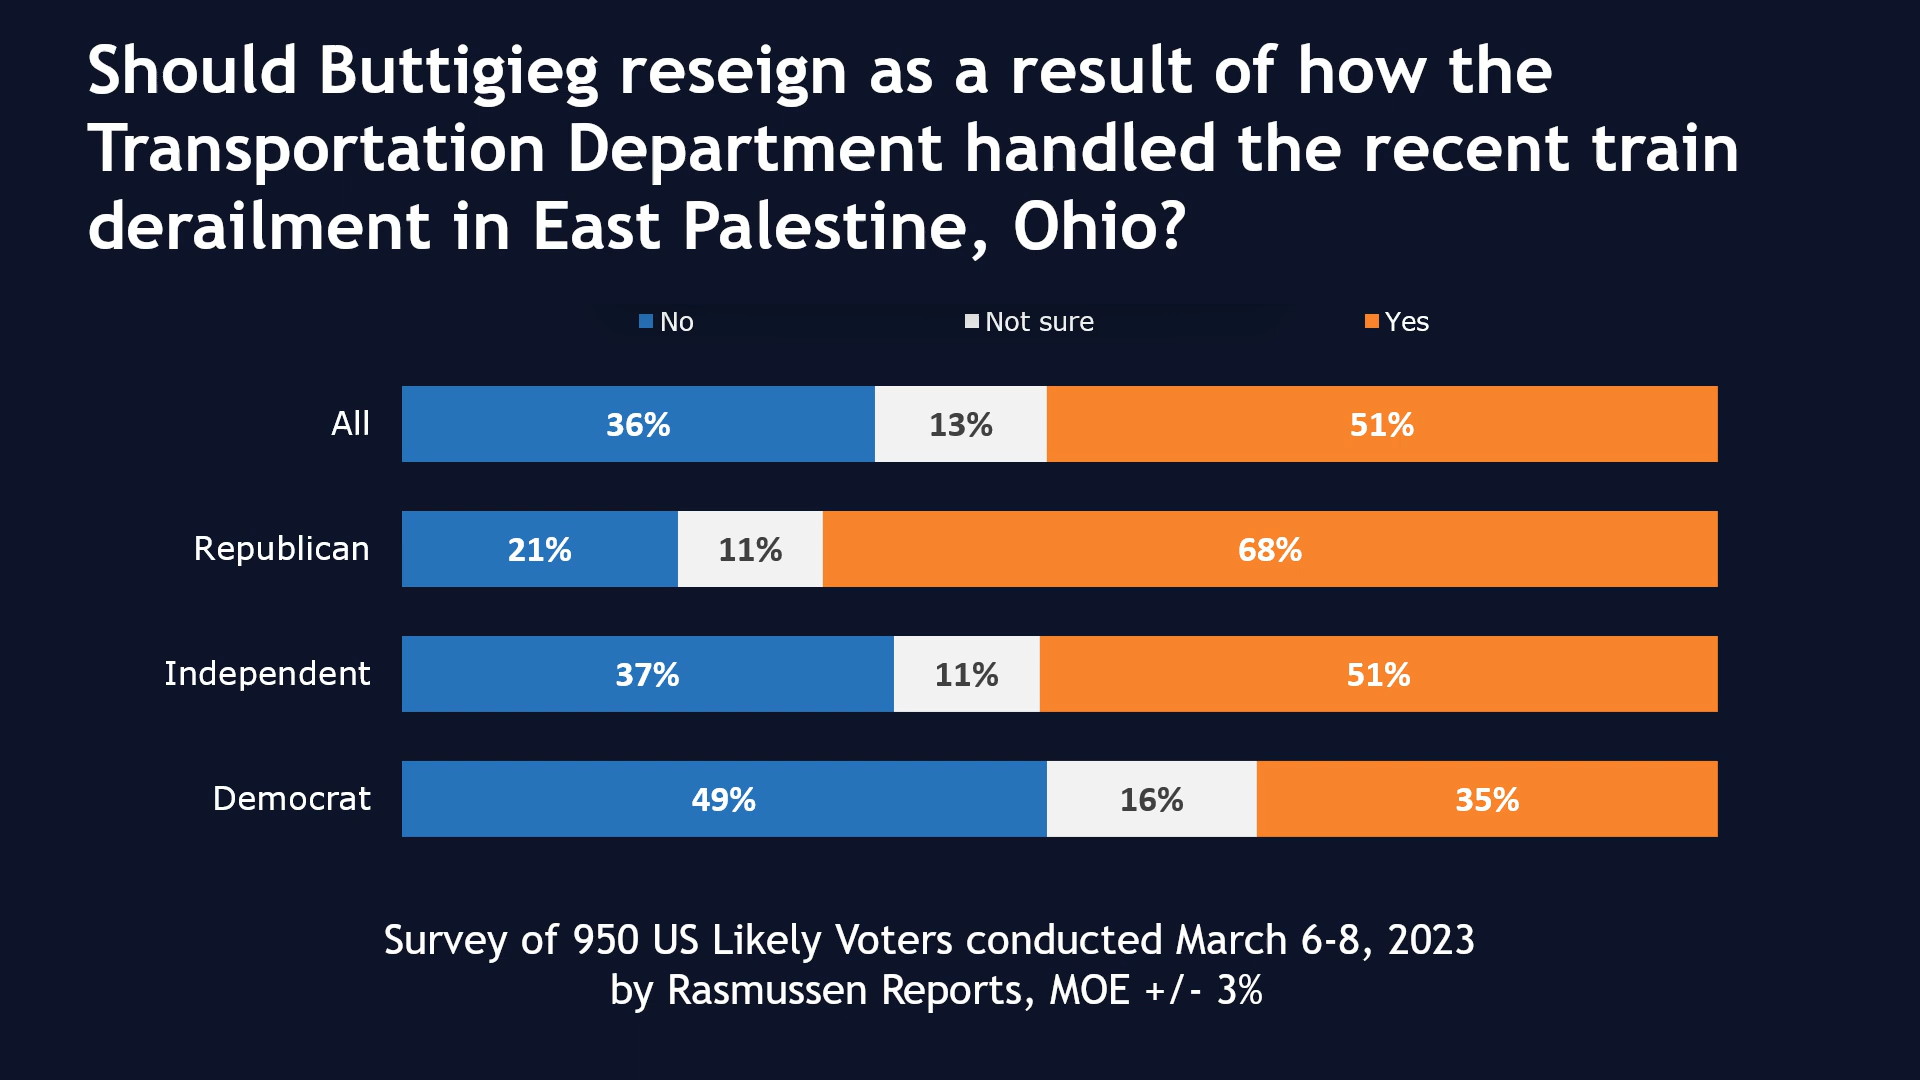 Should Buttigieg reseign as a result of how the
Transportation Department handled the recent train
derailment in East Palestine, Ohio?
No Not sure Yes
All 36% 13% 51%
Republican 21% 11% 68%
Independent 37% 11% 51%
Democrat 49% 16% 35%
Survey of 950 US Likely Voters conducted March 6-8, 2023
by Rasmussen Reports, MOE +/- 3%